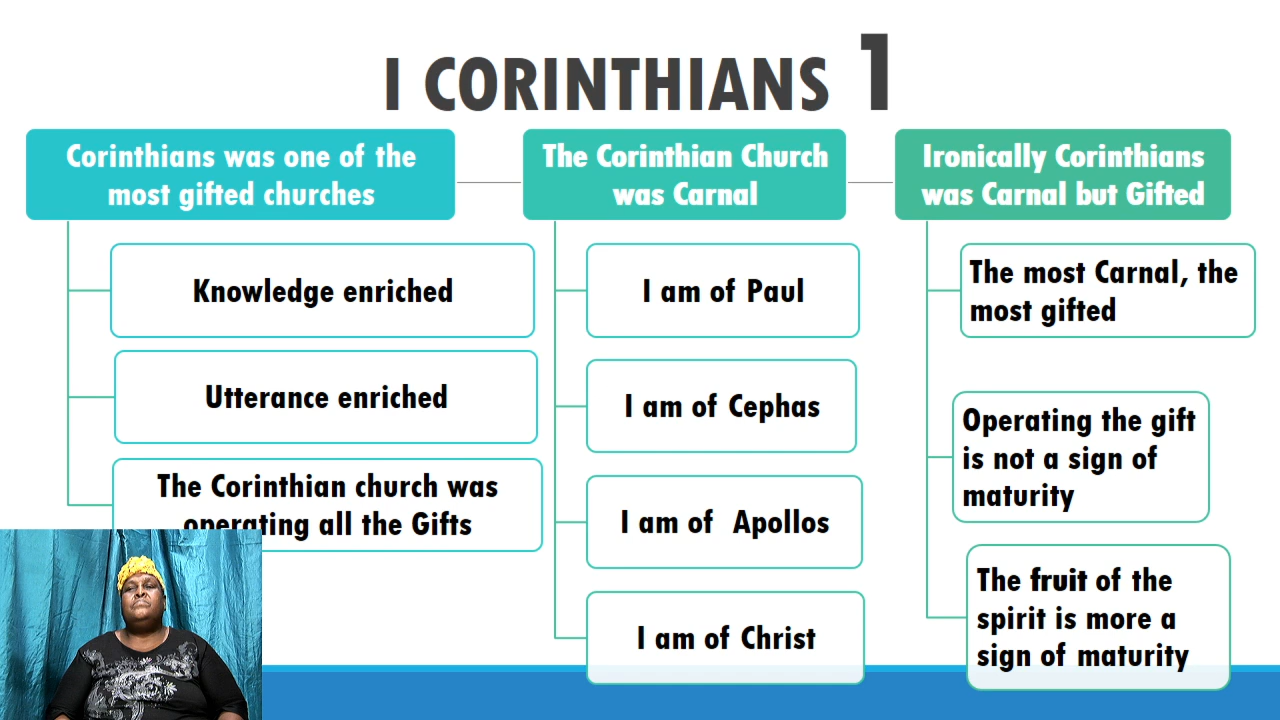 I CORINTHIANS 1
Corinthians was one of the
most gifted churches
Knowledge enriched
Utterance enriched
The Corinthian church was
operating all the Gifts
The Corinthian Church
was Carnal
I am of Paul
I am of Cephas
I am of Apollos
I am of Christ
Ironically Corinthians
was Carnal but Gifted
The most Carnal, the
most gifted
Operating the gift
is not a sign of
maturity
The fruit of the
spirit is more a
sign of maturity